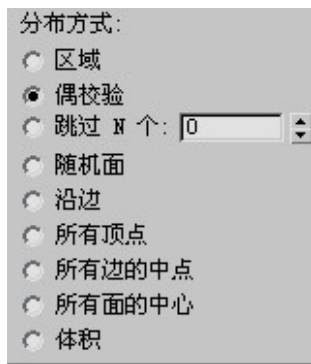 分布方式:
区域
偶校验
跳过 N 个: 0
随机面
沿边
所有顶点
所有边的中点
所有面的中心
体积